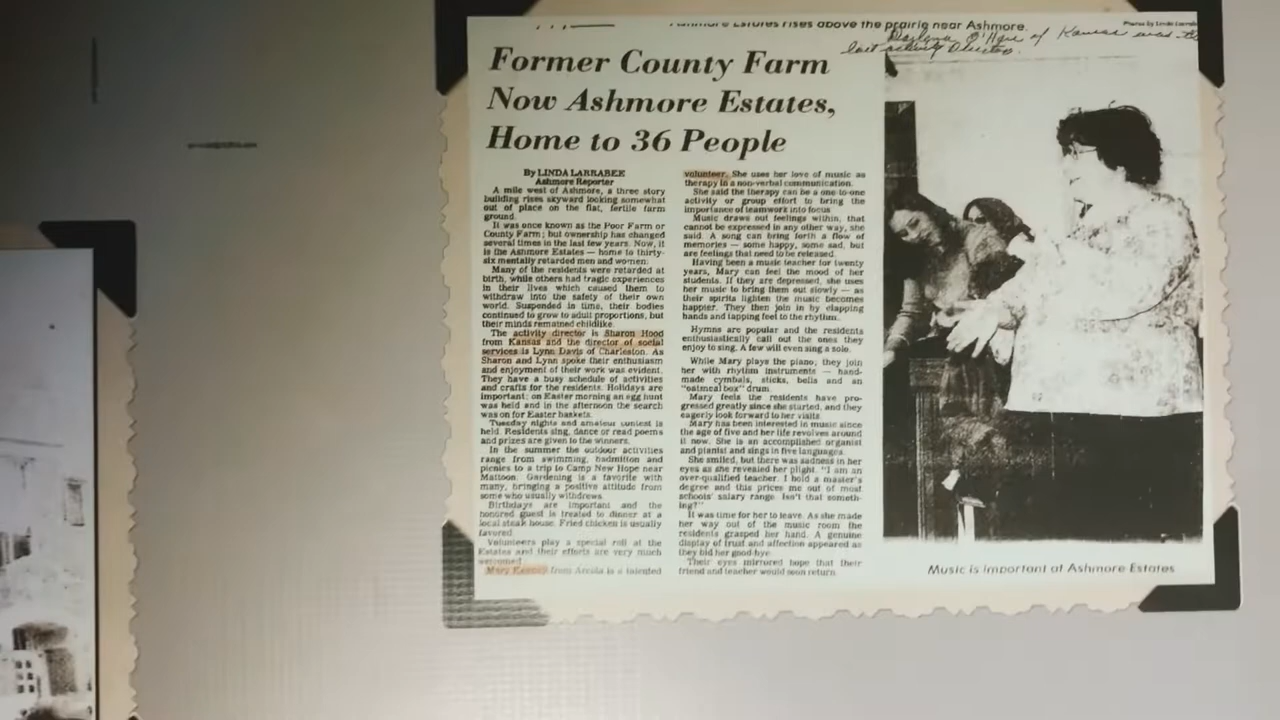 Ashmore Estates rises above the prairie near Ashmore.
Photos by Linda
of Kansas was the
last acting Director.
Former County Farm
Now Ashmore Estates,
Home to 36 People
By LINDA LARRABEE
Ashmore Reporter
A mile west of Ashmore, a three story
building rises skyward looking somewhat
out of place on the flat, fertile farm
ground.
It was once known as the Poor Farm or
County Farm; but ownership has changed
several times in the last few years. Now, it
is the Ashmore Estates — home to thirty-
six mentally retarded men and women.
Many of the residents were retarded at
birth, while others had tragic experiences
in their lives which caused them to
withdraw into the safety of their own
world. Suspended in time, their bodies
continued to grow to adult proportions, but
their minds remained childlike.
The activity director is Sharon Hood
from Kansas and the director of social
services is Lynn Davis of Charleston. As
Sharon and Lynn spoke their enthusiasm
and enjoyment of their work was evident.
They have a busy schedule of activities
and crafts for the residents. Holidays are
important; on Easter morning an egg hunt
was held and in the afternoon the search
was on for Easter baskets.
Tuesday nights and amateur contest is
held. Residents sing, dance or read poems
and prizes are given to the winners.
In the summer the outdoor activities
range from swimming, badmitton and
picnics to a trip to Camp New Hope near
Mattoon. Gardening is a favorite with
many, bringing a positive attitude from
some who usually withdrews.
Birthdays are important and the
honored guest is treated to dinner at a
local steak house. Fried chicken is usually
favored.
Volunteers play a special roll at the
Estates and their efforts are very much
welcomed.
Mary from Arcola is a talented
volunteer. She uses her love of music as
therapy in a non-verbal communication.
She said the therapy can be a one-to-one
activity or group effort to bring the
importance of teamwork into focus
Music draws out feelings within, that
cannot be expressed in any other way, she
said. A song can bring forth a flow of
memories — some happy, some sad, but
are feelings that need to be released.
Having been a music teacher for twenty
years, Mary can feel the mood of her
students. If they are depressed, she uses
her music to bring them out slowly — as
their spirits lighten the music becomes
happier. They then join in by clapping
hands and tapping feet to the rhythm.
Hymns are popular and the residents
enthusiastically call out the ones they
enjoy to sing. A few will even sing a solo.
While Mary plays the piano, they join
her with rhythm instruments — hand-
made cymbals, sticks, bells and an
"oatmeal box" drum.
Mary feels the residents have pro-
gressed greatly since she started, and they
eagerly look forward to her visits.
Mary has been interested in music since
the age of five and her life revolves around
it now. She is an accomplished organist
and pianist and sings in five languages.
She smiled, but there was sadness in her
eyes as she revealed her plight. "I am an
over-qualified teacher. I hold a master's
degree and this prices me out of most
schools' salary range. Isn't that someth-
ing?"
It was time for her to leave. As she made
her way out of the music room the
residents grasped her hand. A genuine
display of trust and affection appeared as
they bid her good-bye.
Their eyes mirrored hope that their
friend and teacher would soon return.
Music is important at Ashmore Estates